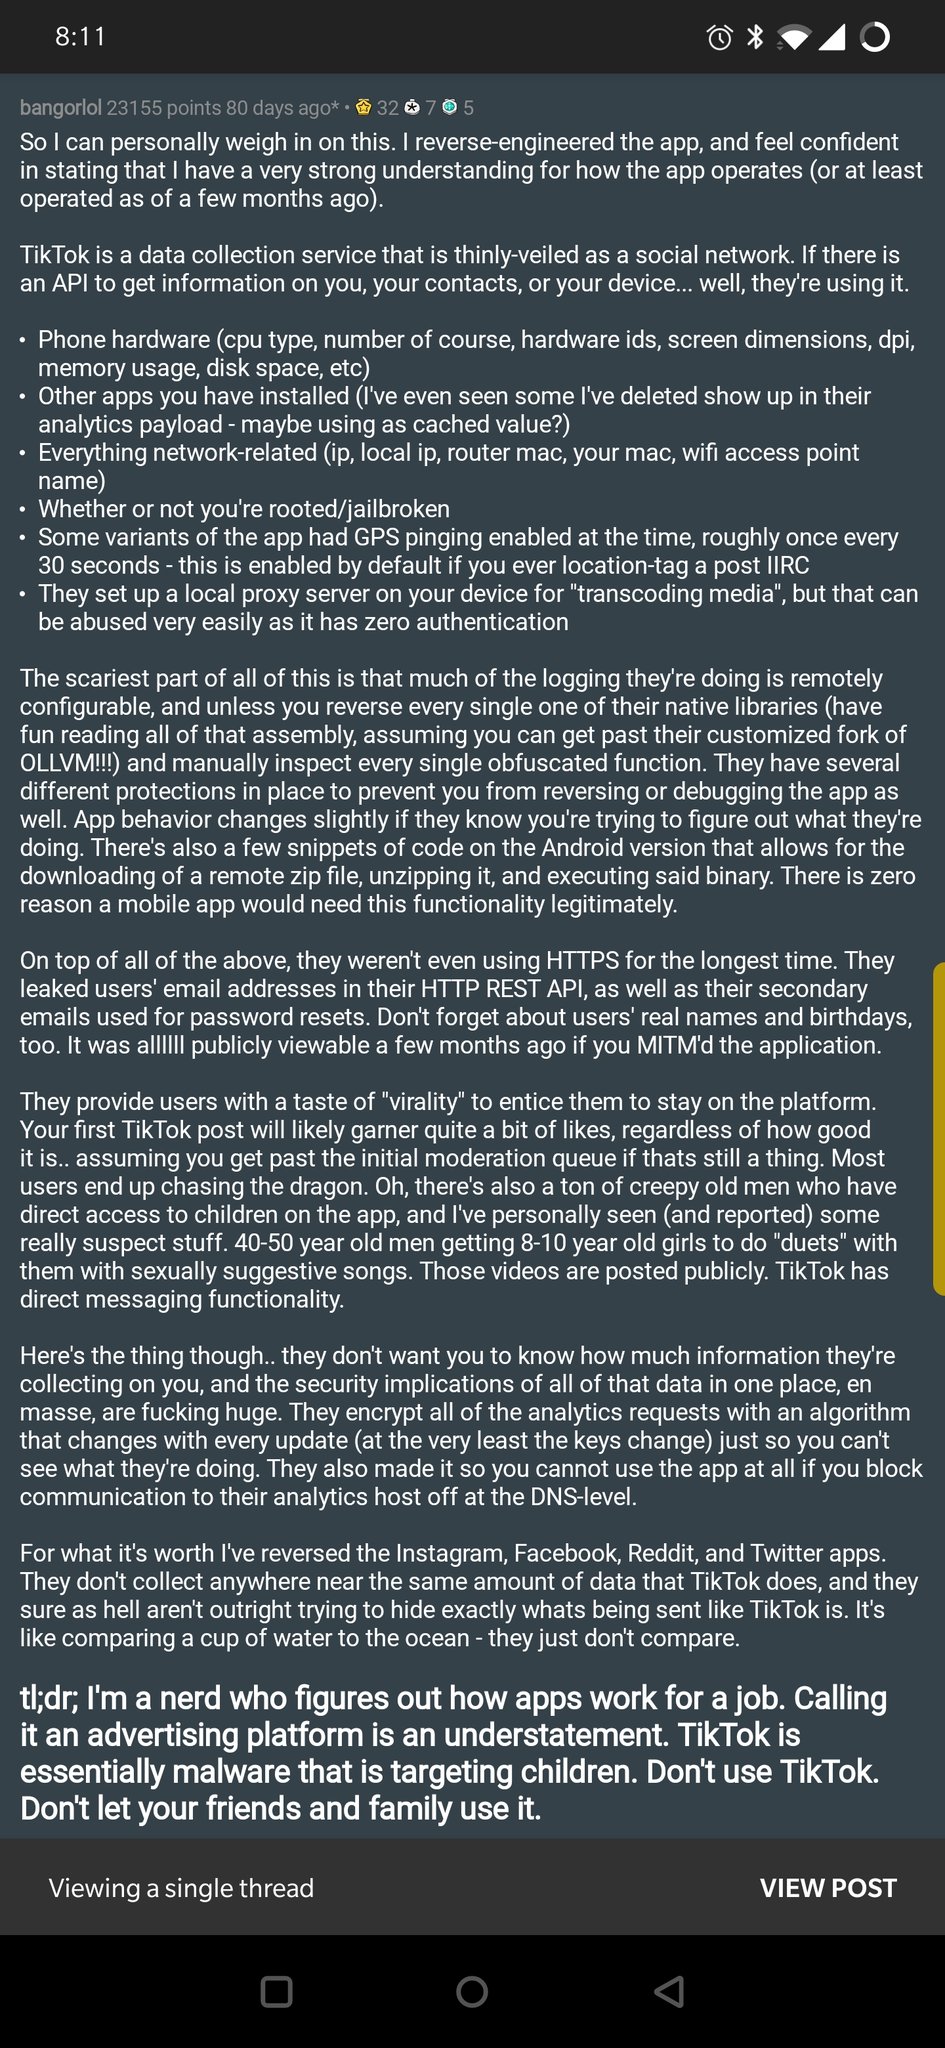 8:11
bangorlol 23155 points 80 days ago* • 32 7 5
So I can personally weigh in on this. I reverse-engineered the app, and feel confident
in stating that I have a very strong understanding for how the app operates (or at least
operated as of a few months ago).
TikTok is a data collection service that is thinly-veiled as a social network. If there is
an API to get information on you, your contacts, or your device... well, they're using it.
• Phone hardware (cpu type, number of course, hardware ids, screen dimensions, dpi,
memory usage, disk space, etc)
• Other apps you have installed (I've even seen some I've deleted show up in their
analytics payload - maybe using as cached value?)
• Everything network-related (ip, local ip, router mac, your mac, wifi access point
name)
• Whether or not you're rooted/jailbroken
• Some variants of the app had GPS pinging enabled at the time, roughly once every
30 seconds - this is enabled by default if you ever location-tag a post IIRC
• They set up a local proxy server on your device for "transcoding media", but that can
be abused very easily as it has zero authentication
The scariest part of all of this is that much of the logging they're doing is remotely
configurable, and unless you reverse every single one of their native libraries (have
fun reading all of that assembly, assuming you can get past their customized fork of
OLLVM!!!) and manually inspect every single obfuscated function. They have several
different protections in place to prevent you from reversing or debugging the app as
well. App behavior changes slightly if they know you're trying to figure out what they're
doing. There's also a few snippets of code on the Android version that allows for the
downloading of a remote zip file, unzipping it, and executing said binary. There is zero
reason a mobile app would need this functionality legitimately.
On top of all of the above, they weren't even using HTTPS for the longest time. They
leaked users' email addresses in their HTTP REST API, as well as their secondary
emails used for password resets. Don't forget about users' real names and birthdays,
too. It was allllll publicly viewable a few months ago if you MITM'd the application.
They provide users with a taste of "virality" to entice them to stay on the platform.
Your first TikTok post will likely garner quite a bit of likes, regardless of how good
it is.. assuming you get past the initial moderation queue if thats still a thing. Most
users end up chasing the dragon. Oh, there's also a ton of creepy old men who have
direct access to children on the app, and I've personally seen (and reported) some
really suspect stuff. 40-50 year old men getting 8-10 year old girls to do "duets" with
them with sexually suggestive songs. Those videos are posted publicly. TikTok has
direct messaging functionality.
Here's the thing though.. they don't want you to know how much information they're
collecting on you, and the security implications of all of that data in one place, en
masse, are fucking huge. They encrypt all of the analytics requests with an algorithm
that changes with every update (at the very least the keys change) just so you can't
see what they're doing. They also made it so you cannot use the app at all if you block
communication to their analytics host off at the DNS-level.
For what it's worth I've reversed the Instagram, Facebook, Reddit, and Twitter apps.
They don't collect anywhere near the same amount of data that TikTok does, and they
sure as hell aren't outright trying to hide exactly whats being sent like TikTok is. It's
like comparing a cup of water to the ocean - they just don't compare.
tl;dr; I'm a nerd who figures out how apps work for a job. Calling
it an advertising platform is an understatement. TikTok is
essentially malware that is targeting children. Don't use TikTok.
Don't let your friends and family use it.
Viewing a single thread
VIEW POST